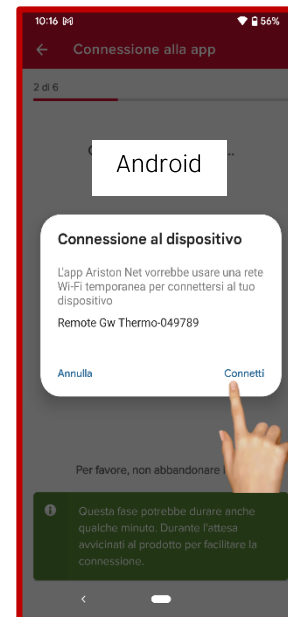 10:16 56%
Connessione alla app
2 di 6
Android
Connessione al dispositivo
L'app Ariston Net vorrebbe usare una rete
Wi-Fi temporanea per connettersi al tuo
dispositivo
Remote Gw Thermo-049789
Annulla Connetti
Per favore, non abbandonare
Questa fase potrebbe durare anche
qualche minuto. Durante l'attesa
avvicinati al prodotto per facilitare la
connessione.